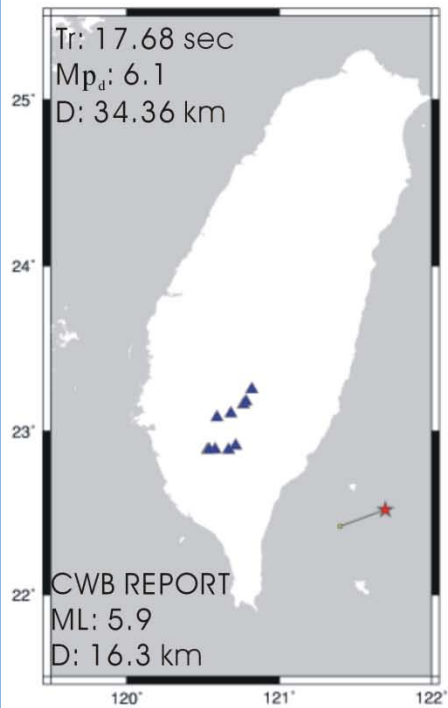 Tr: 17.68 sec
Mpd: 6.1
D: 34.36 km
25°
24°
23°
22°
CWB REPORT
ML: 5.9
D: 16.3 km
120° 121° 122°